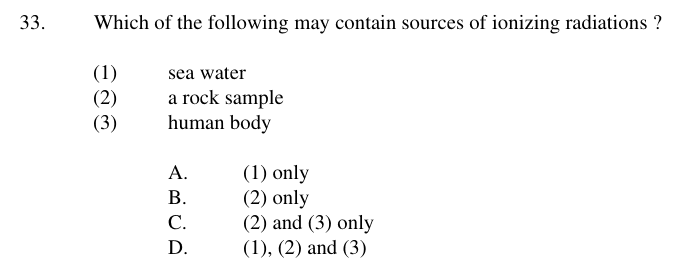 33. Which of the following may contain sources of ionizing radiations ?
(1) sea water
(2) a rock sample
(3) human body
A. (1) only
B. (2) only
C. (2) and (3) only
D. (1), (2) and (3)